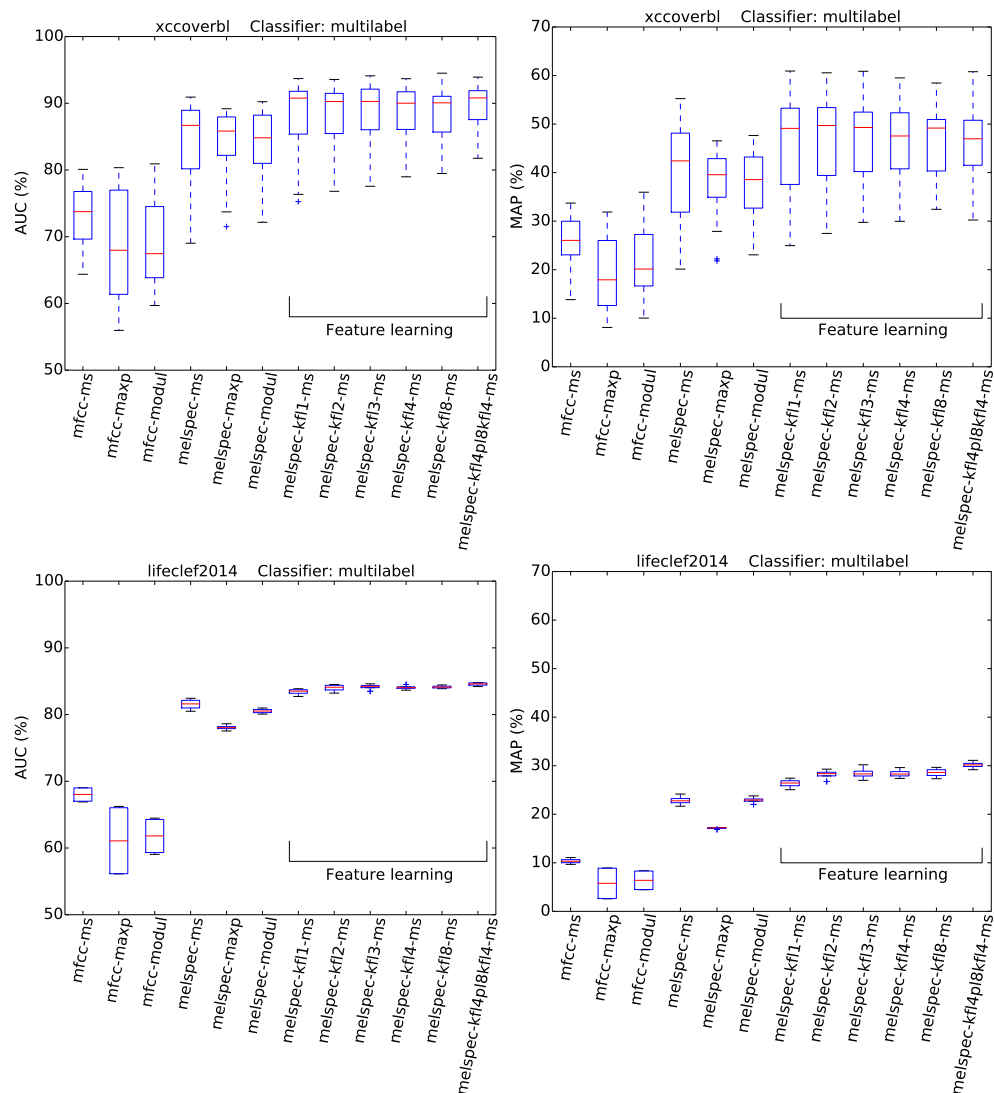 xccoverbl Classifier: multilabel
AUC (%)
100
90
80
70
60
50
Feature learning
mfcc-ms
mfcc-maxp
mfcc-modul
melspec-ms
melspec-maxp
melspec-modul
melspec-kfl1-ms
melspec-kfl2-ms
melspec-kfl3-ms
melspec-kfl4-ms
melspec-kfl8-ms
melspec-kfl4pl8kfl4-ms
xccoverbl Classifier: multilabel
MAP (%)
70
60
50
40
30
20
10
0
Feature learning
mfcc-ms
mfcc-maxp
mfcc-modul
melspec-ms
melspec-maxp
melspec-modul
melspec-kfl1-ms
melspec-kfl2-ms
melspec-kfl3-ms
melspec-kfl4-ms
melspec-kfl8-ms
melspec-kfl4pl8kfl4-ms
lifeclef2014 Classifier: multilabel
AUC (%)
100
90
80
70
60
50
Feature learning
mfcc-ms
mfcc-maxp
mfcc-modul
melspec-ms
melspec-maxp
melspec-modul
melspec-kfl1-ms
melspec-kfl2-ms
melspec-kfl3-ms
melspec-kfl4-ms
melspec-kfl8-ms
melspec-kfl4pl8kfl4-ms
lifeclef2014 Classifier: multilabel
MAP (%)
70
60
50
40
30
20
10
0
Feature learning
mfcc-ms
mfcc-maxp
mfcc-modul
melspec-ms
melspec-maxp
melspec-modul
melspec-kfl1-ms
melspec-kfl2-ms
melspec-kfl3-ms
melspec-kfl4-ms
melspec-kfl8-ms
melspec-kfl4pl8kfl4-ms